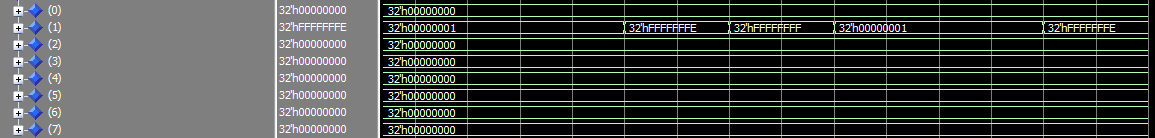 (0) 32'h00000000 32'h00000000
(1) 32'hFFFFFFFE 32'h00000001 32'hFFFFFFFE 32'hFFFFFFFF 32'h00000001 32'hFFFFFFFE
(2) 32'h00000000 32'h00000000
(3) 32'h00000000 32'h00000000
(4) 32'h00000000 32'h00000000
(5) 32'h00000000 32'h00000000
(6) 32'h00000000 32'h00000000
(7) 32'h00000000 32'h00000000